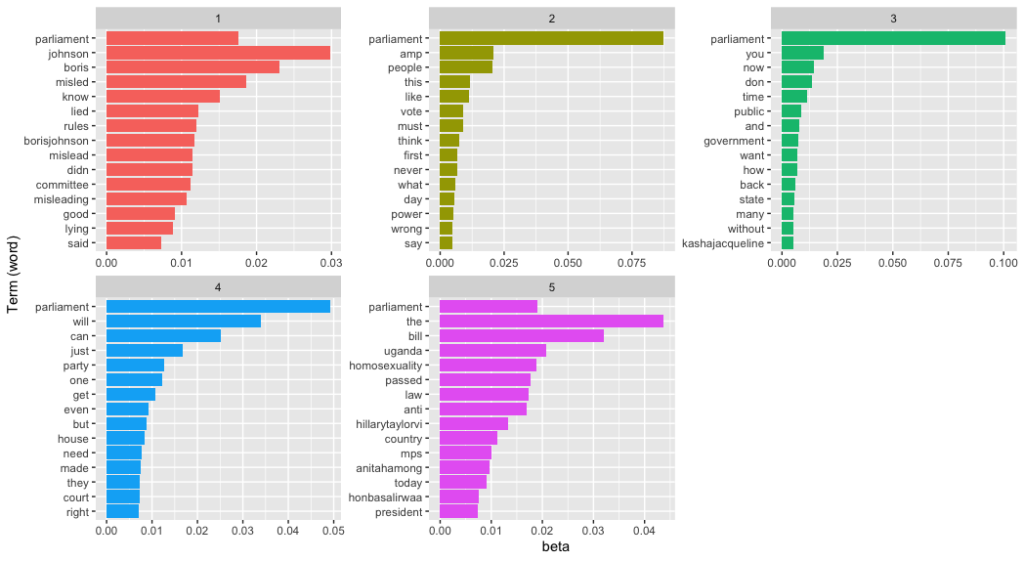 1
parliament
johnson
boris
misled
know
lied
rules
borisjohnson
mislead
didn
committee
misleading
good
lying
said
0.00 0.01 0.02 0.03
2
parliament
amp
people
this
like
vote
must
think
first
never
what
day
power
wrong
say
0.000 0.025 0.050 0.075
3
parliament
you
now
don
time
public
and
government
want
how
back
state
many
without
kashajacqueline
0.000 0.025 0.050 0.075 0.100
Term (word)
4
parliament
will
can
just
party
one
get
even
but
house
need
made
they
court
right
0.00 0.01 0.02 0.03 0.04 0.05
5
parliament
the
bill
uganda
homosexuality
passed
law
anti
hillarytaylorvi
country
mps
anitahamong
today
honbasalirwaa
president
0.00 0.01 0.02 0.03 0.04
beta